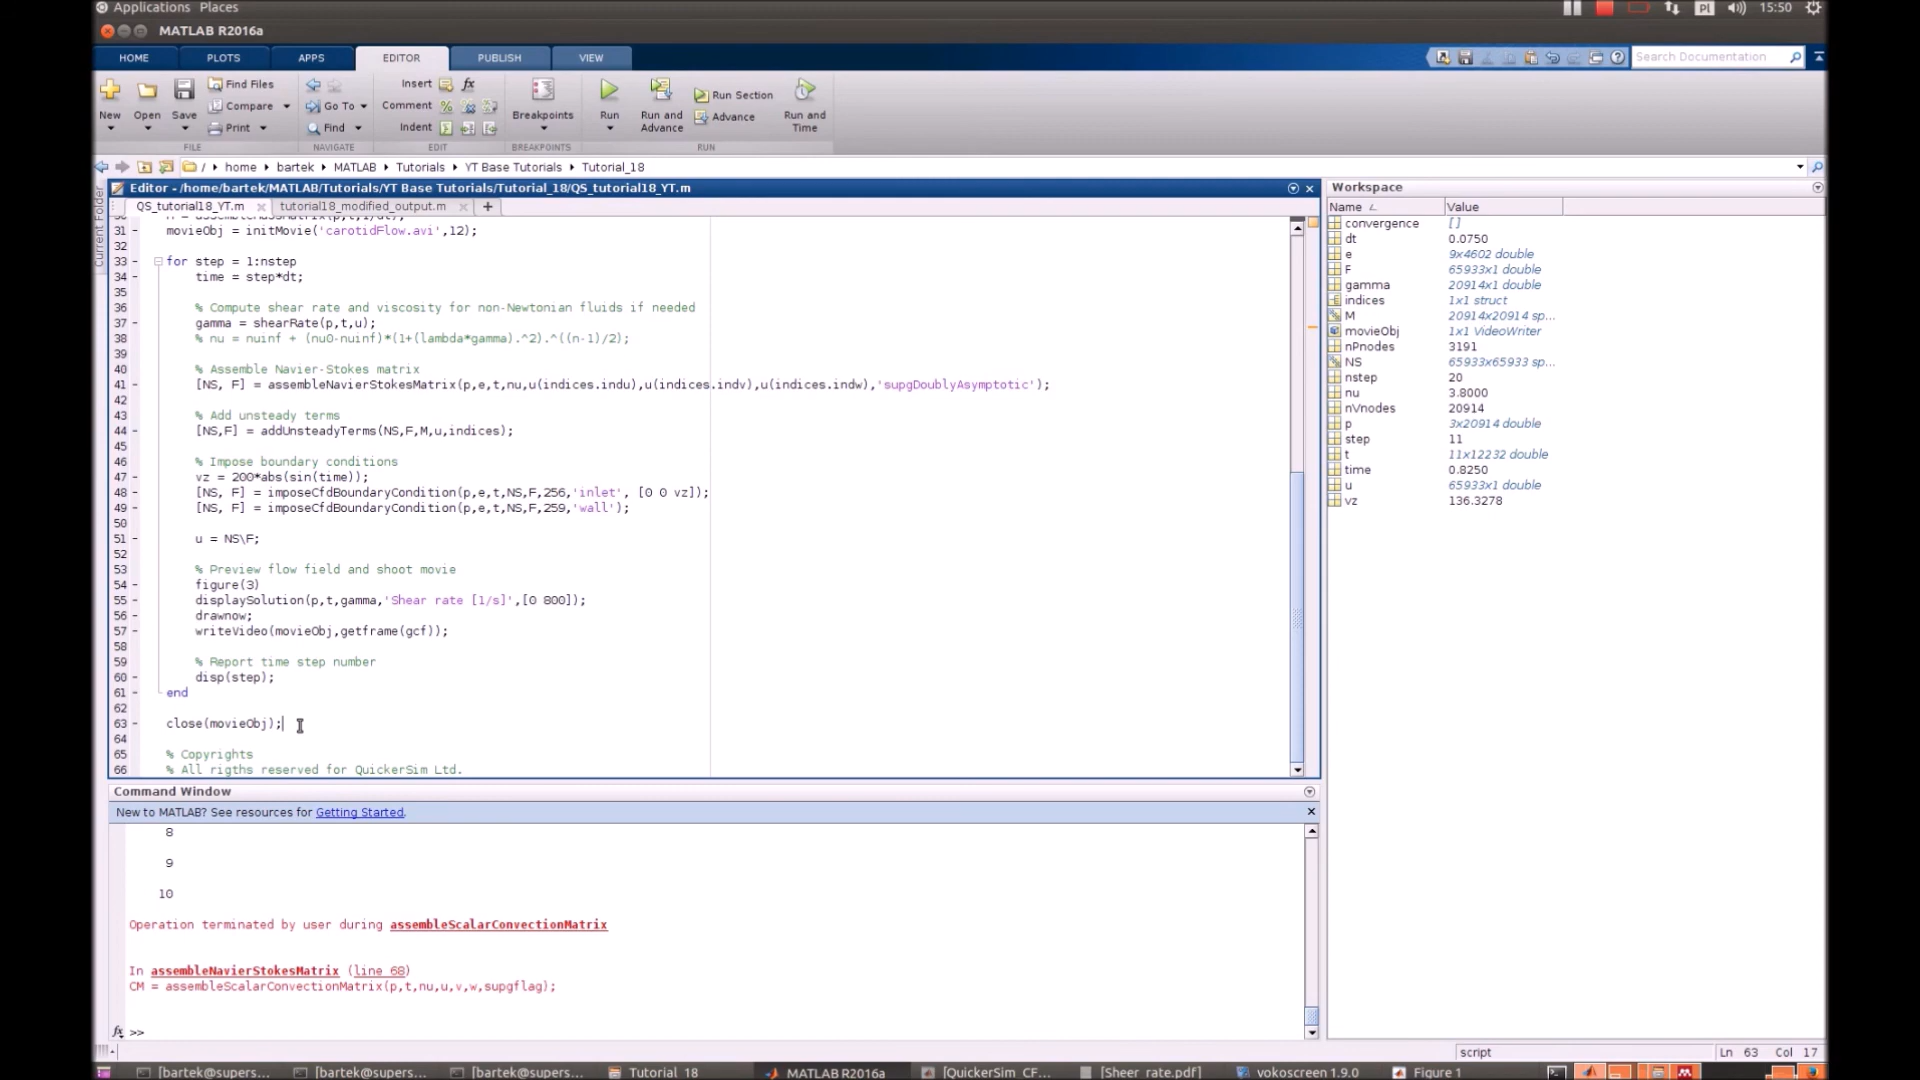 Applications Places
Pl 15:50
MATLAB R2016a
HOME PLOTS APPS EDITOR PUBLISH VIEW
Search Documentation
New Open Save
Find Files
Compare
Print
Go To
Find
Insert fx
Comment
Indent
Breakpoints
Run
Run and Advance
Run Section
Advance
Run and Time
FILE NAVIGATE EDIT BREAKPOINTS RUN
/ home bartek MATLAB Tutorials YT Base Tutorials Tutorial_18
Current Folder
Editor - /home/bartek/MATLAB/Tutorials/YT Base Tutorials/Tutorial_18/QS_tutorial18_YT.m
QS_tutorial18_YT.m tutorial18_modified_output.m
31 movieObj = initMovie('carotidFlow.avi',12);
32
33 for step = 1:nstep
34 time = step*dt;
35
36 % Compute shear rate and viscosity for non-Newtonian fluids if needed
37 gamma = shearRate(p,t,u);
38 % nu = nuinf + (nu0-nuinf)*(1+(lambda*gamma).^2).^((n-1)/2);
39
40 % Assemble Navier-Stokes matrix
41 [NS, F] = assembleNavierStokesMatrix(p,e,t,nu,u(indices.indu),u(indices.indv),u(indices.indw),'supgDoublyAsymptotic');
42
43 % Add unsteady terms
44 [NS,F] = addUnsteadyTerms(NS,F,M,u,indices);
45
46 % Impose boundary conditions
47 vz = 200*abs(sin(time));
48 [NS, F] = imposeCfdBoundaryCondition(p,e,t,NS,F,256,'inlet', [0 0 vz]);
49 [NS, F] = imposeCfdBoundaryCondition(p,e,t,NS,F,259,'wall');
50
51 u = NS\F;
52
53 % Preview flow field and shoot movie
54 figure(3)
55 displaySolution(p,t,gamma,'Shear rate [1/s]',[0 800]);
56 drawnow;
57 writeVideo(movieObj,getframe(gcf));
58
59 % Report time step number
60 disp(step);
61 end
62
63 close(movieObj);
64
65 % Copyrights
66 % All rigths reserved for QuickerSim Ltd.
Command Window
New to MATLAB? See resources for Getting Started.
8
9
10
Operation terminated by user during assembleScalarConvectionMatrix
In assembleNavierStokesMatrix (line 68)
CM = assembleScalarConvectionMatrix(p,t,nu,u,v,w,supgflag);
fx >>
Workspace
Name Value
convergence []
dt 0.0750
e 9x4602 double
F 65933x1 double
gamma 20914x1 double
indices 1x1 struct
M 20914x20914 sp...
movieObj 1x1 VideoWriter
nPnodes 3191
NS 65933x65933 sp...
nstep 20
nu 3.8000
nVnodes 20914
p 3x20914 double
step 11
t 11x12232 double
time 0.8250
u 65933x1 double
vz 136.3278
script Ln 63 Col 17
[bartek@supers... [bartek@supers... [bartek@supers... Tutorial_18 MATLAB R2016a [QuickerSim_CF... [Sheer_rate.pdf] vokoscreen 1.9.0 Figure 1